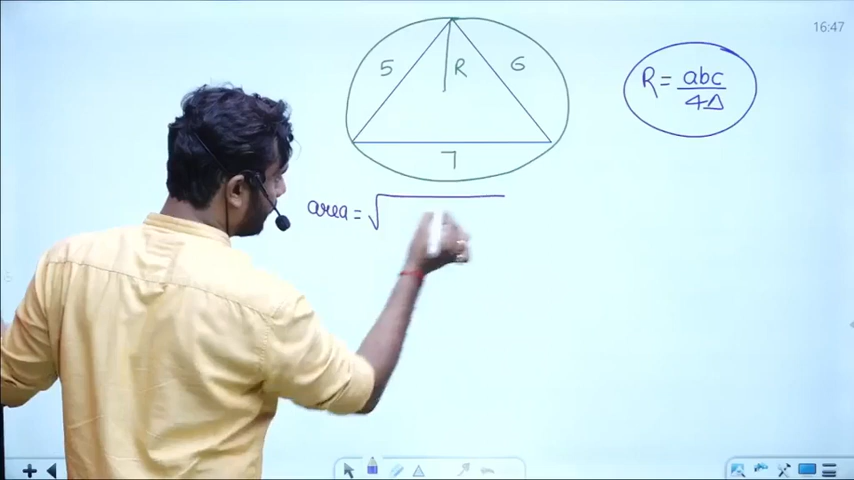 16:47
5 R 6
7
R = abc / 4Δ
area = √